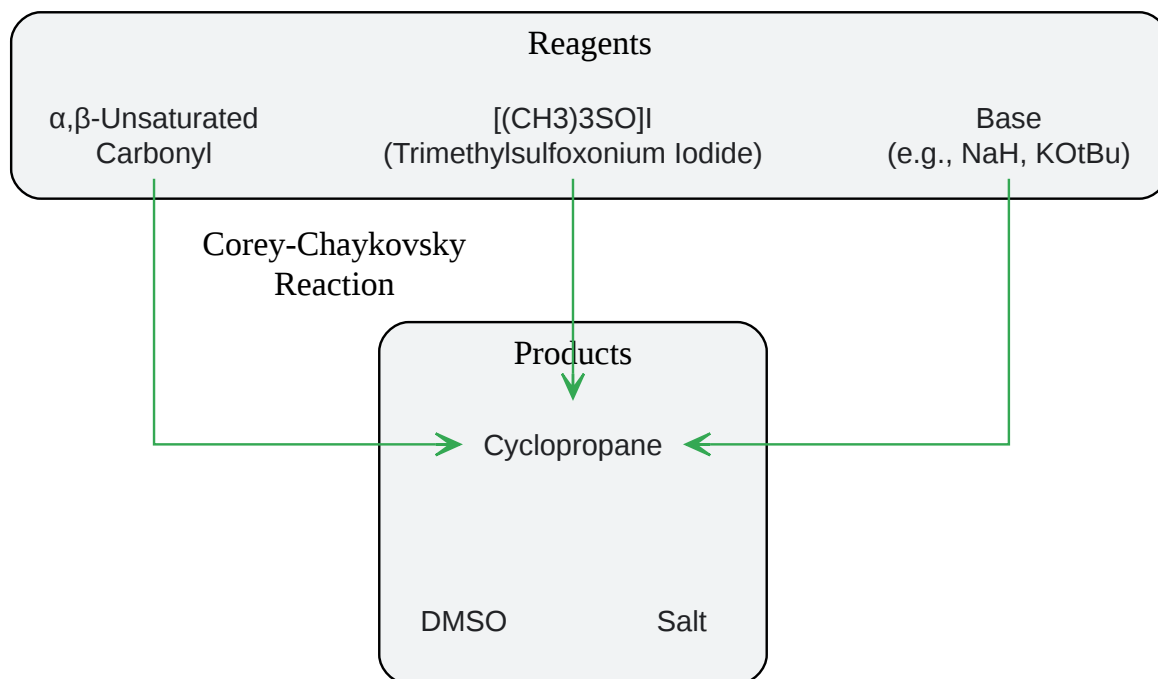 Reagents
α,β-Unsaturated
Carbonyl
[(CH3)3SO]I
(Trimethylsulfoxonium Iodide)
Base
(e.g., NaH, KOtBu)
Corey-Chaykovsky
Reaction
Products
Cyclopropane
DMSO
Salt